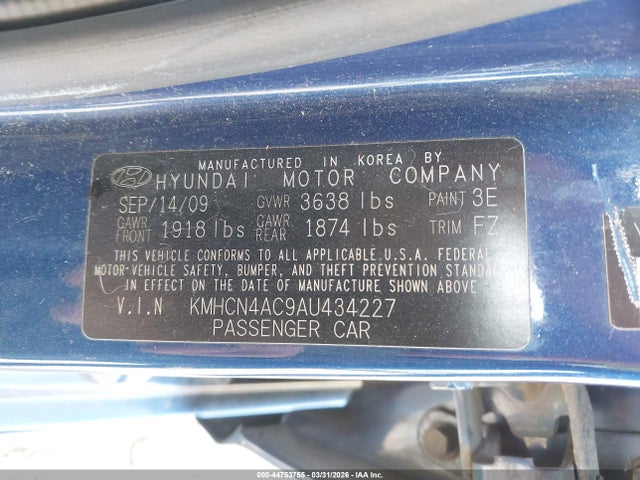 MANUFACTURED IN KOREA BY
HYUNDAI MOTOR COMPANY
SEP/14/09 GVWR 3638 lbs PAINT 3E
GAWR FRONT 1918 lbs GAWR REAR 1874 lbs TRIM FZ
THIS VEHICLE CONFORMS TO ALL APPLICABLE U.S.A. FEDERAL
MOTOR-VEHICLE SAFETY, BUMPER, AND THEFT PREVENTION STANDA
IN EFFECT ON THE DATE OF MANUFACTURE SHOWN ABOVE
V.I.N KMHCN4AC9AU434227
PASSENGER CAR
000-44753755 - 03/31/2026 - IAA Inc.